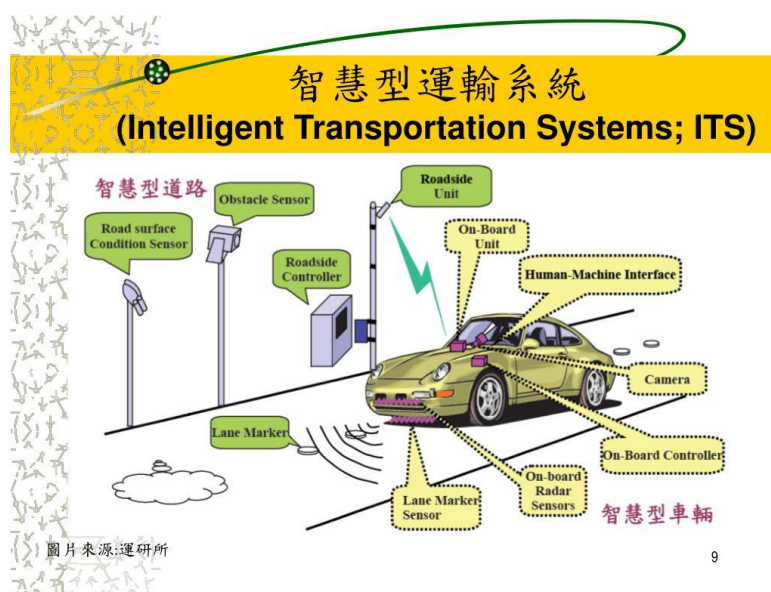 智慧型運輸系統
(Intelligent Transportation Systems; ITS)
智慧型道路
Road surface
Condition Sensor
Obstacle Sensor
Roadside
Controller
Roadside
Unit
On-Board
Unit
Human-Machine Interface
Camera
On-Board Controller
On-board
Radar
Sensors
Lane Marker
Sensor
Lane Marker
智慧型車輛
圖片來源:運研所
9